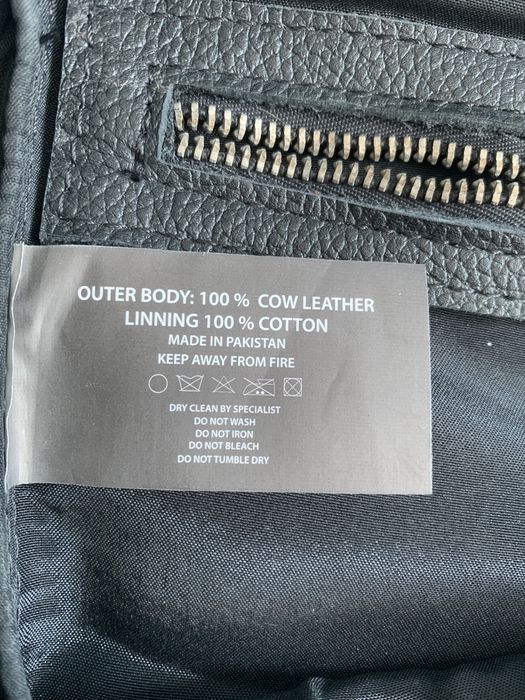 OUTER BODY: 100 % COW LEATHER
LINNING 100 % COTTON
MADE IN PAKISTAN
KEEP AWAY FROM FIRE
DRY CLEAN BY SPECIALIST
DO NOT WASH
DO NOT IRON
DO NOT BLEACH
DO NOT TUMBLE DRY